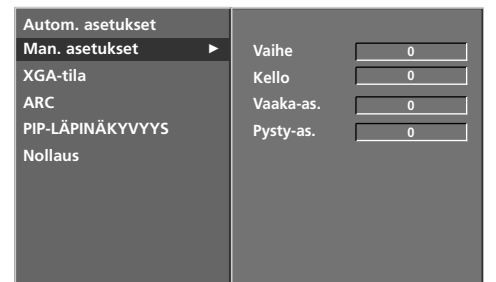 Autom. asetukset
Man. asetukset ►
XGA-tila
ARC
PIP-LÄPINÄKYVYYS
Nollaus
Vaihe 0
Kello 0
Vaaka-as. 0
Pysty-as. 0